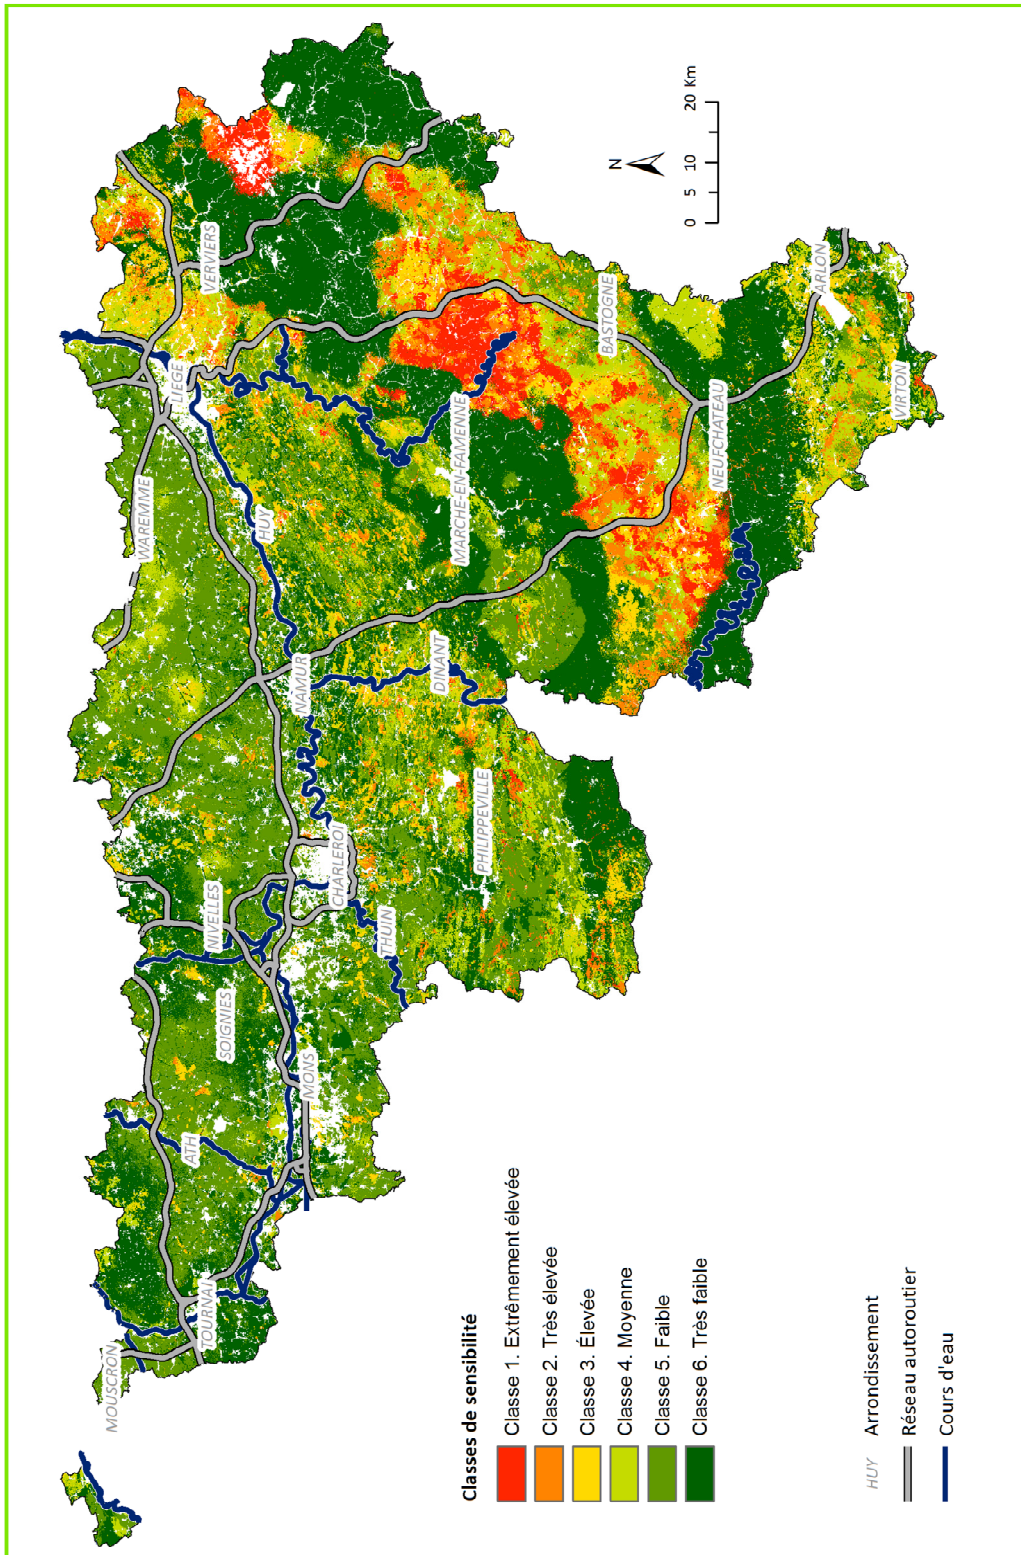 MOUSCRON
TOURNAI
ATH
SOIGNIES
MONS
NIVELLES
CHARLEROI
THUIN
PHILIPPEVILLE
NAMUR
DINANT
WAREMME
HUY
LIEGE
VERVIERS
MARCHE-EN-FAMENNE
BASTOGNE
NEUFCHATEAU
ARLON
VIRTON
N
0 5 10 20 Km
Classes de sensibilité
Classe 1. Extrêmement élevée
Classe 2. Très élevée
Classe 3. Élevée
Classe 4. Moyenne
Classe 5. Faible
Classe 6. Très faible
HUY Arrondissement
Réseau autoroutier
Cours d'eau